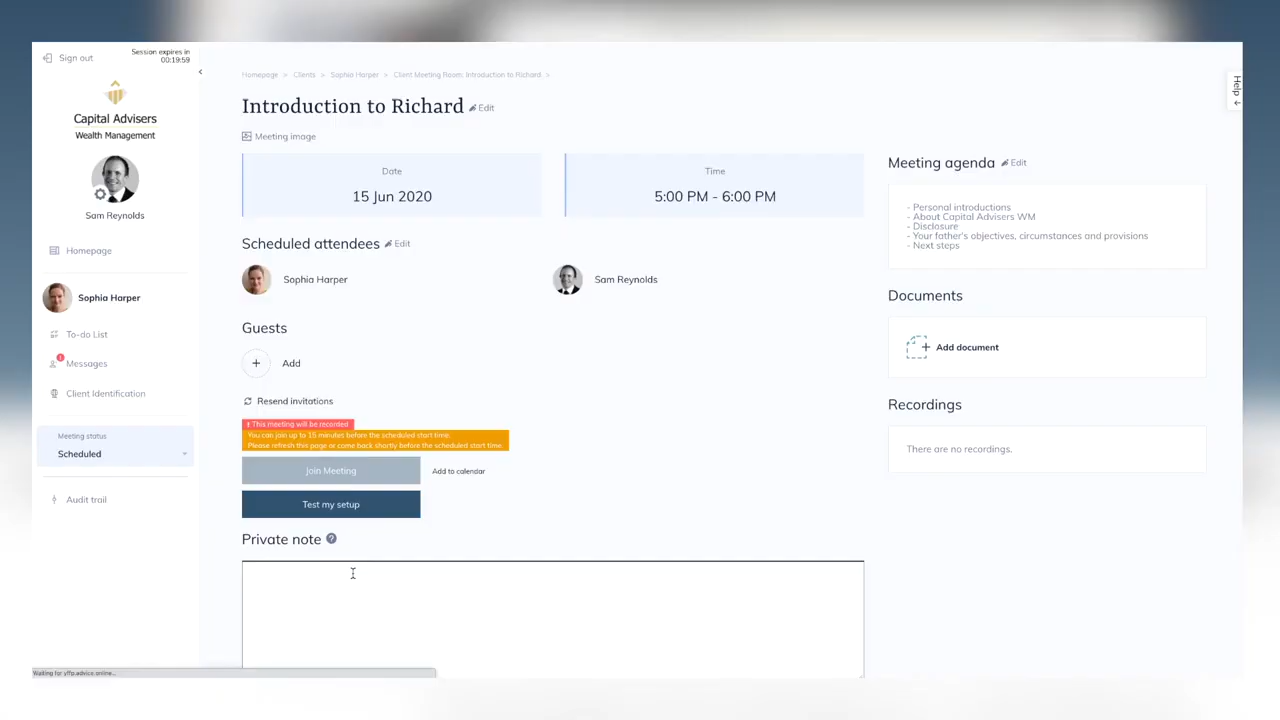 Sign out
Session expires in
00:19:59
Capital Advisers
Wealth Management
Sam Reynolds
Homepage
Sophia Harper
To-do List
1
Messages
Client Identification
Meeting status
Scheduled
Audit trail
Homepage > Clients > Sophia Harper > Client Meeting Room: Introduction to Richard >
Introduction to Richard Edit
Meeting image
Date
15 Jun 2020
Time
5:00 PM - 6:00 PM
Scheduled attendees Edit
Sophia Harper
Sam Reynolds
Guests
+ Add
Resend invitations
! This meeting will be recorded
You can join up to 15 minutes before the scheduled start time.
Please refresh this page or come back shortly before the scheduled start time.
Join Meeting
Add to calendar
Test my setup
Private note ?
Meeting agenda Edit
- Personal introductions
- About Capital Advisers WM
- Disclosure
- Your father's objectives, circumstances and provisions
- Next steps
Documents
Add document
Recordings
There are no recordings.
Help
Waiting for yffp.advico.online...